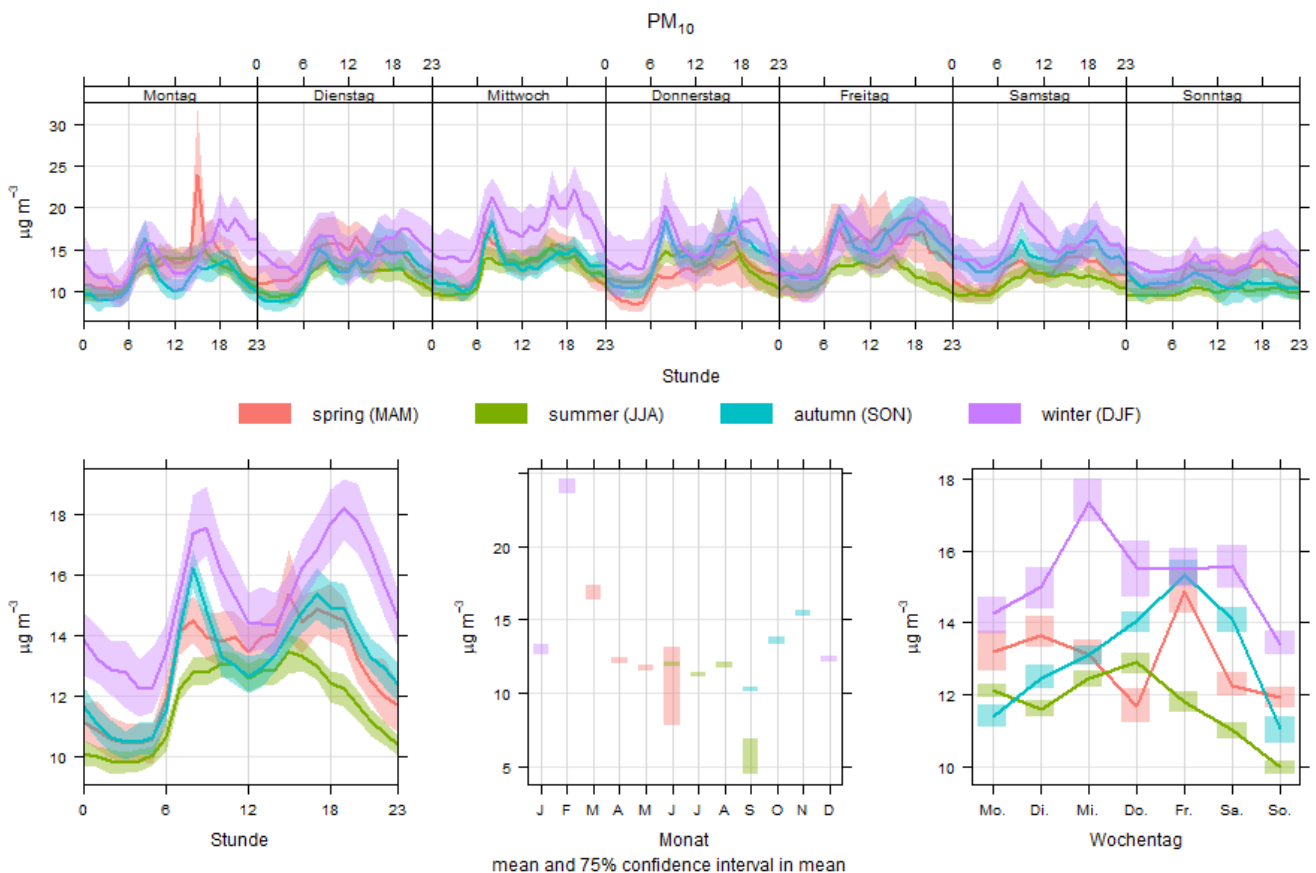 PM₁₀
0 6 12 18 23 0 6 12 18 23 0 6 12 18 23
Montag Dienstag Mittwoch Donnerstag Freitag Samstag Sonntag
30
25
20
15
10
µg m⁻³
0 6 12 18 23 0 6 12 18 23 0 6 12 18 23 0 6 12 18 23
Stunde
spring (MAM) summer (JJA) autumn (SON) winter (DJF)
18
16
14
12
10
µg m⁻³
0 6 12 18 23
Stunde
20
15
10
5
µg m⁻³
J F M A M J J A S O N D
Monat
18
16
14
12
10
µg m⁻³
Mo. Di. Mi. Do. Fr. Sa. So.
Wochentag
mean and 75% confidence interval in mean